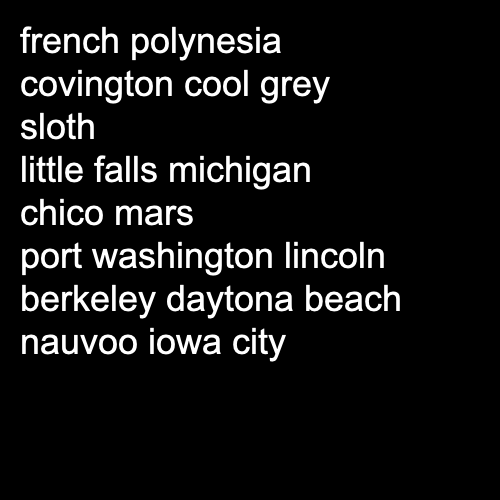 french polynesia
covington cool grey
sloth
little falls michigan
chico mars
port washington lincoln
berkeley daytona beach
nauvoo iowa city